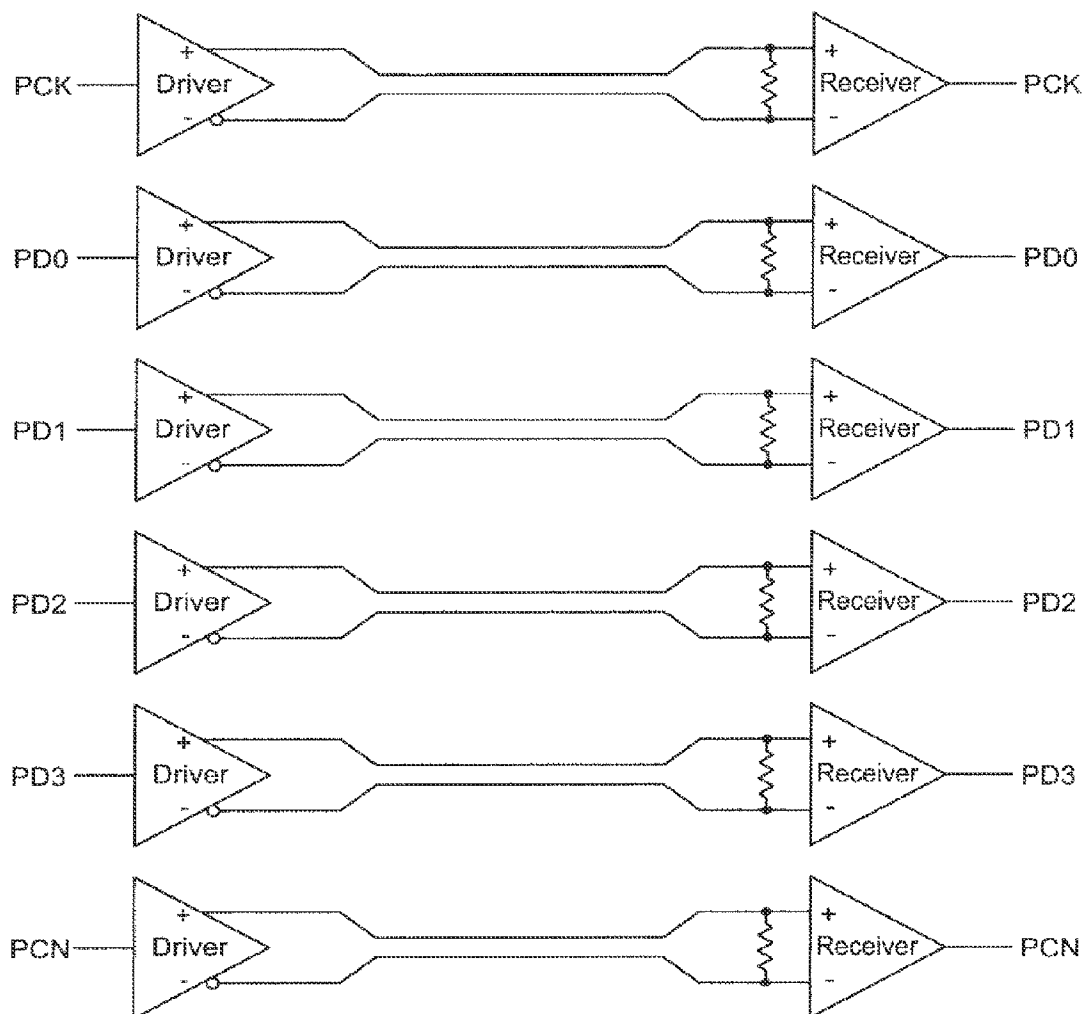 PCK Driver + - + - Receiver PCK
PD0 Driver + - + - Receiver PD0
PD1 Driver + - + - Receiver PD1
PD2 Driver + - + - Receiver PD2
PD3 Driver + - + - Receiver PD3
PCN Driver + - + - Receiver PCN